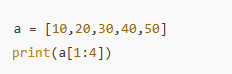 a = [10,20,30,40,50]
print(a[1:4])